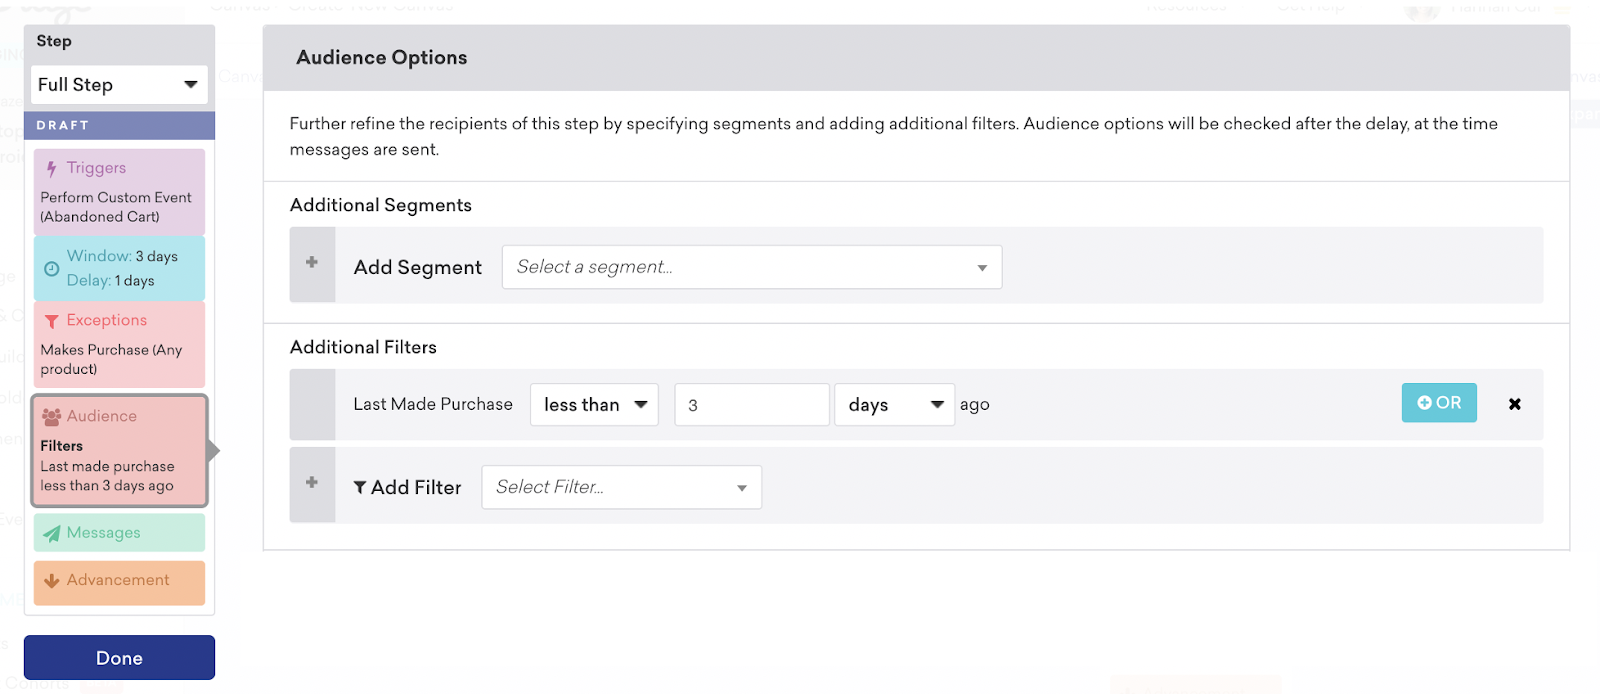 Step
Full Step
DRAFT
Triggers
Perform Custom Event
(Abandoned Cart)
Window: 3 days
Delay: 1 days
Exceptions
Makes Purchase (Any
product)
Audience
Filters
Last made purchase
less than 3 days ago
Messages
Advancement
Done
Audience Options
Further refine the recipients of this step by specifying segments and adding additional filters. Audience options will be checked after the delay, at the time
messages are sent.
Additional Segments
+ Add Segment Select a segment...
Additional Filters
Last Made Purchase less than 3 days ago OR
+ Add Filter Select Filter...